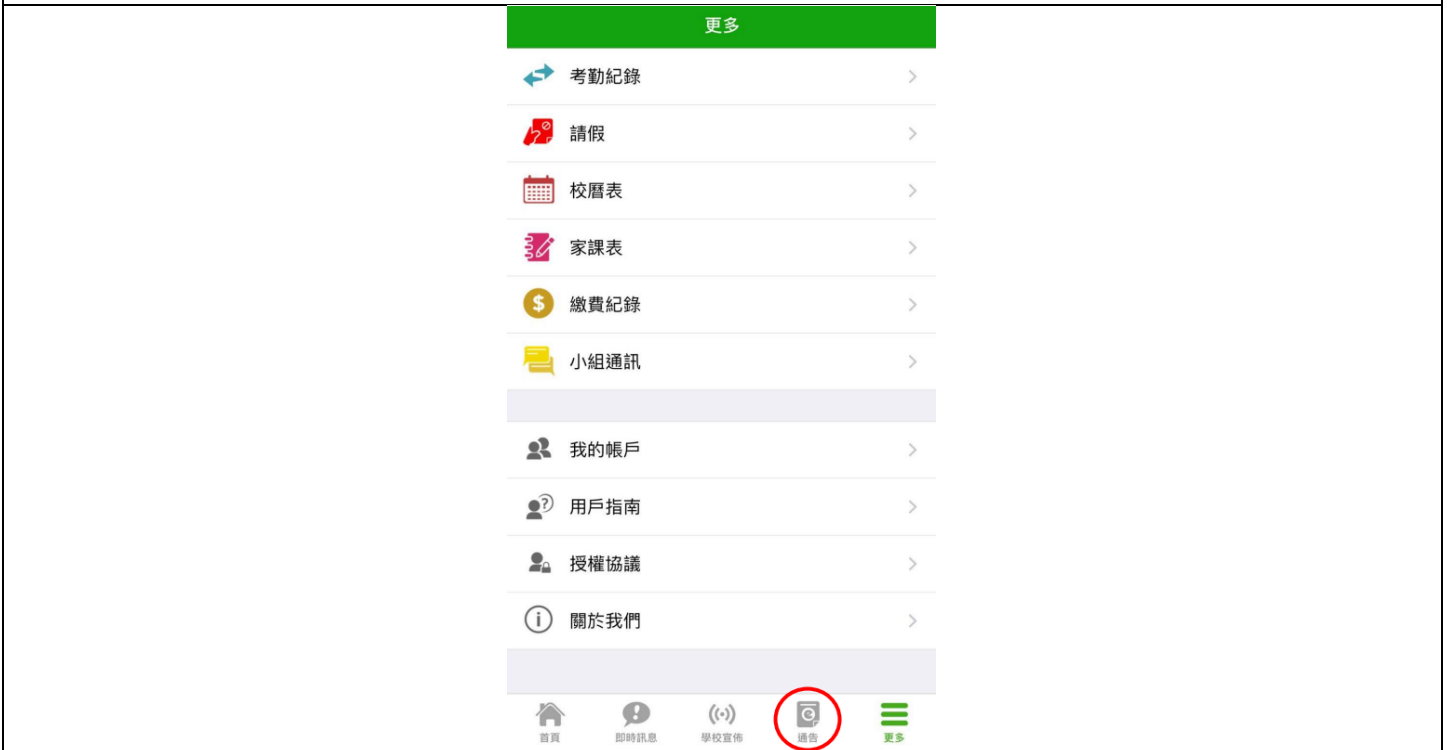 更多
考勤紀錄
請假
校曆表
家課表
繳費紀錄
小組通訊
我的帳戶
用戶指南
授權協議
關於我們
首頁 即時訊息 學校宣佈 通告 更多